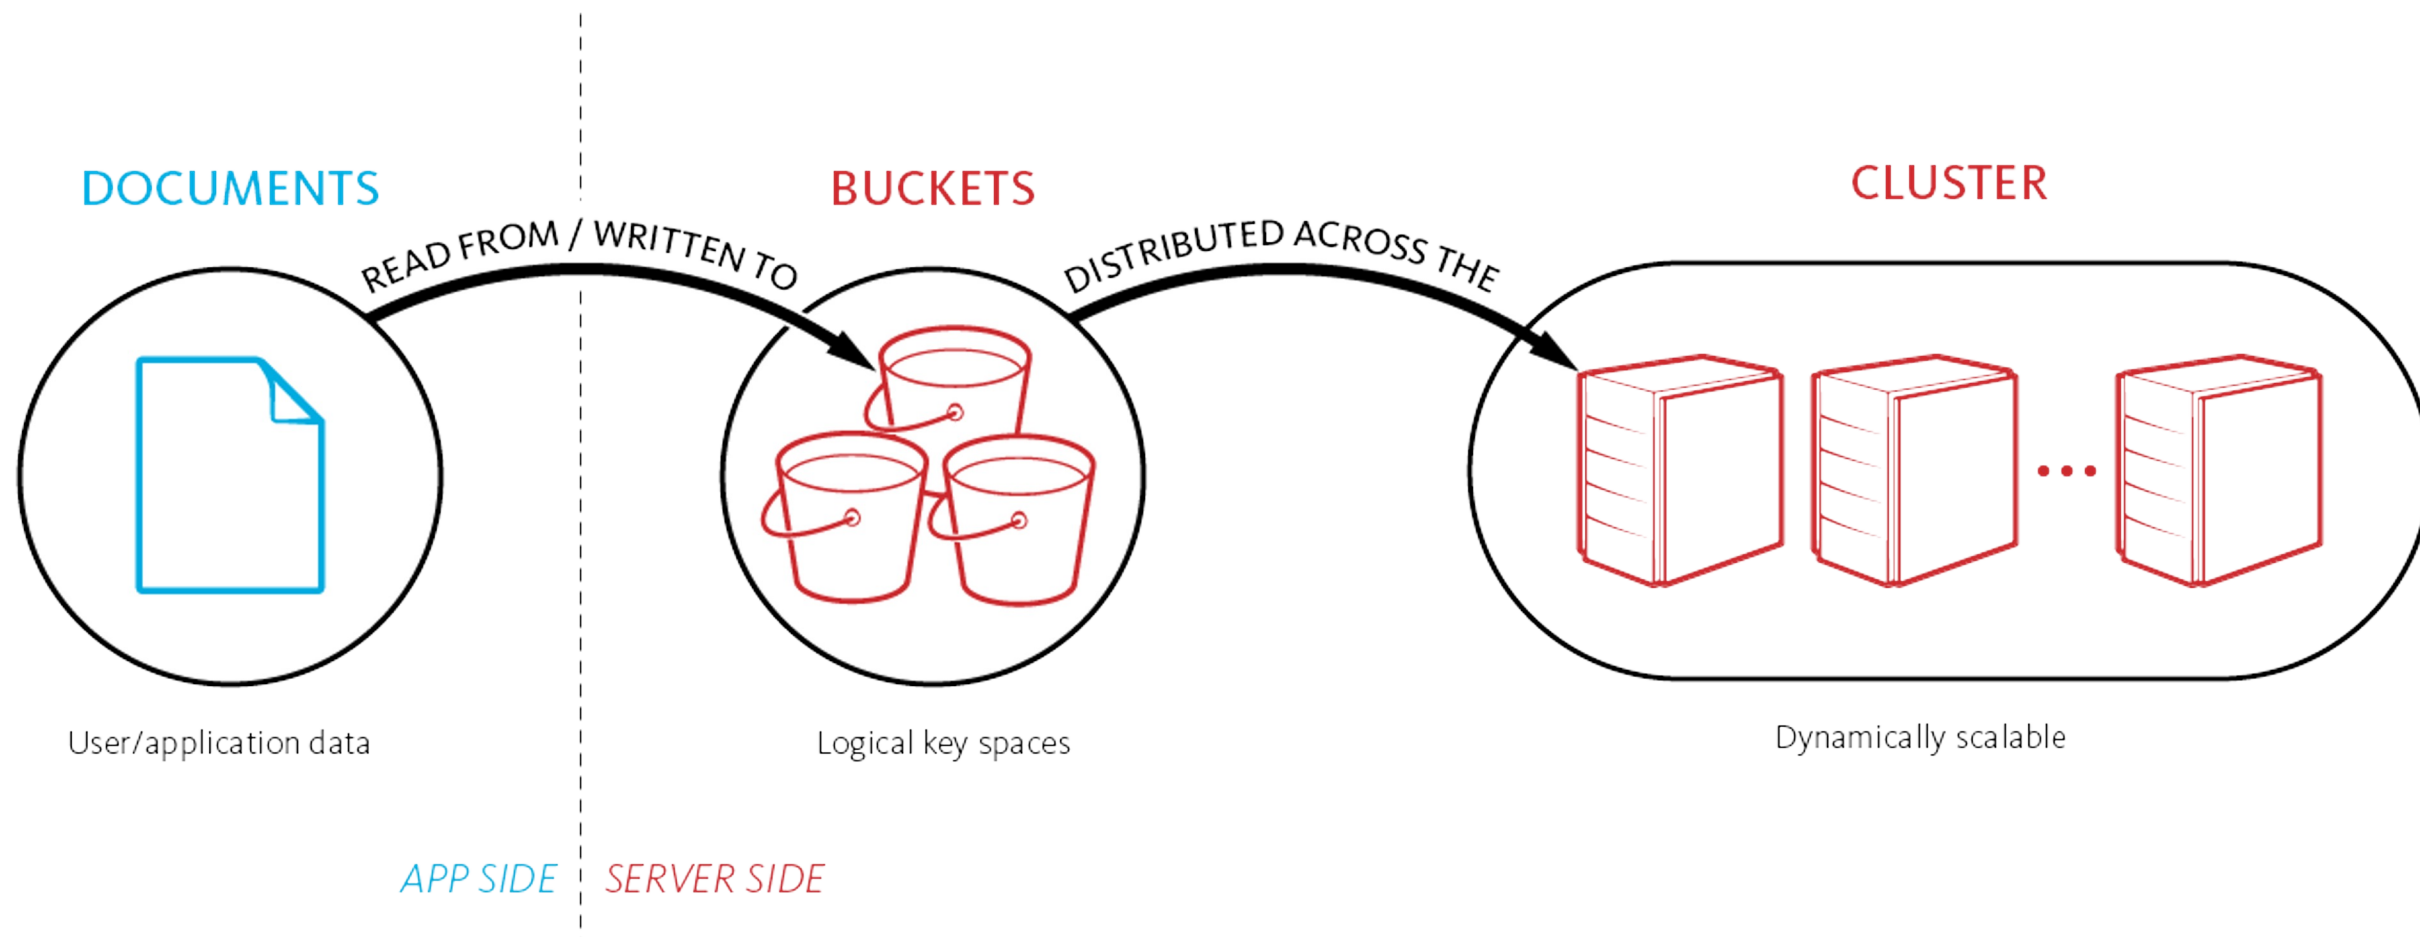 DOCUMENTS
READ FROM / WRITTEN TO
BUCKETS
DISTRIBUTED ACROSS THE
CLUSTER
User/application data
Logical key spaces
Dynamically scalable
APP SIDE
SERVER SIDE